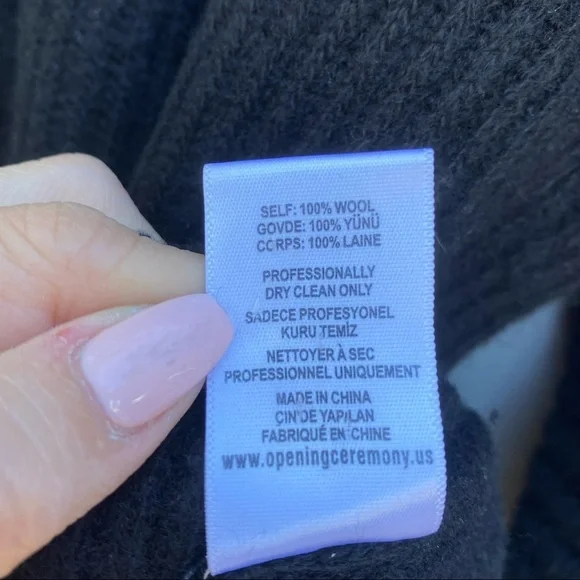 SELF: 100% WOOL
GOVDE: 100% YÜNÜ
CORPS: 100% LAINE
PROFESSIONALLY
DRY CLEAN ONLY
SADECE PROFESYONEL
KURU TEMİZ
NETTOYER À SEC
PROFESSIONNEL UNIQUEMENT
MADE IN CHINA
ÇIN'DE YAPILAN
FABRIQUÉ EN CHINE
www.openingceremony.us